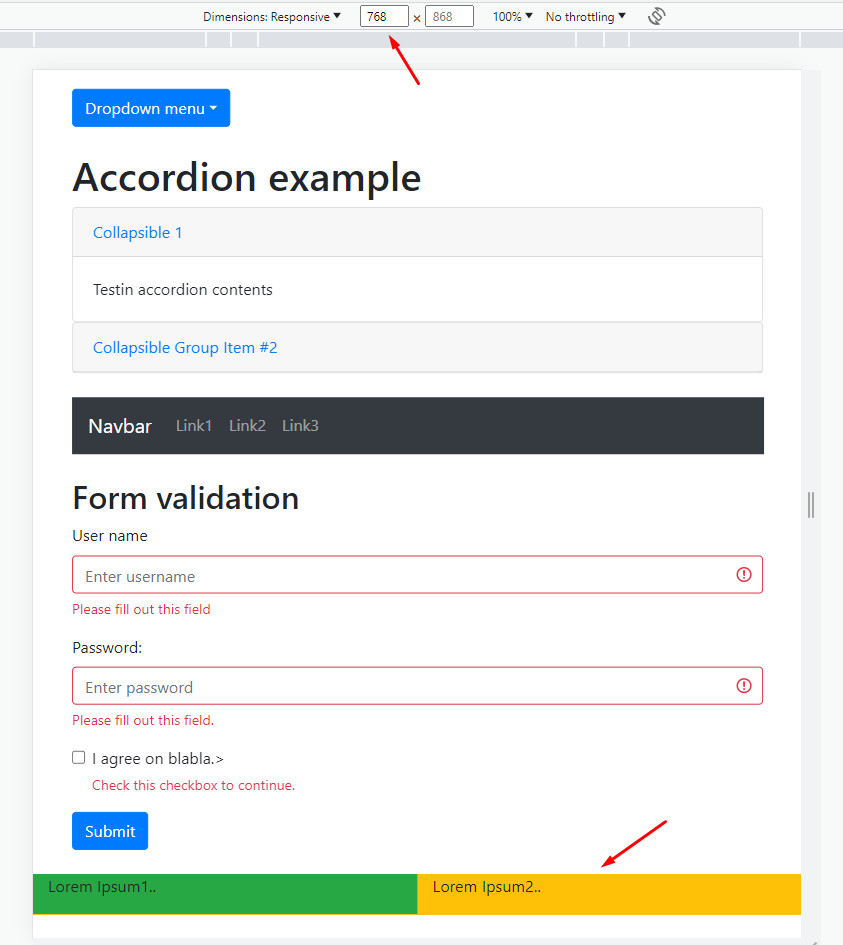 Dimensions: Responsive 768 × 868 100% No throttling
Dropdown menu
Accordion example
Collapsible 1
Testin accordion contents
Collapsible Group Item #2
Navbar Link1 Link2 Link3
Form validation
User name
Enter username
Please fill out this field
Password:
Enter password
Please fill out this field.
I agree on blabla.>
Check this checkbox to continue.
Submit
Lorem Ipsum1.. Lorem Ipsum2..